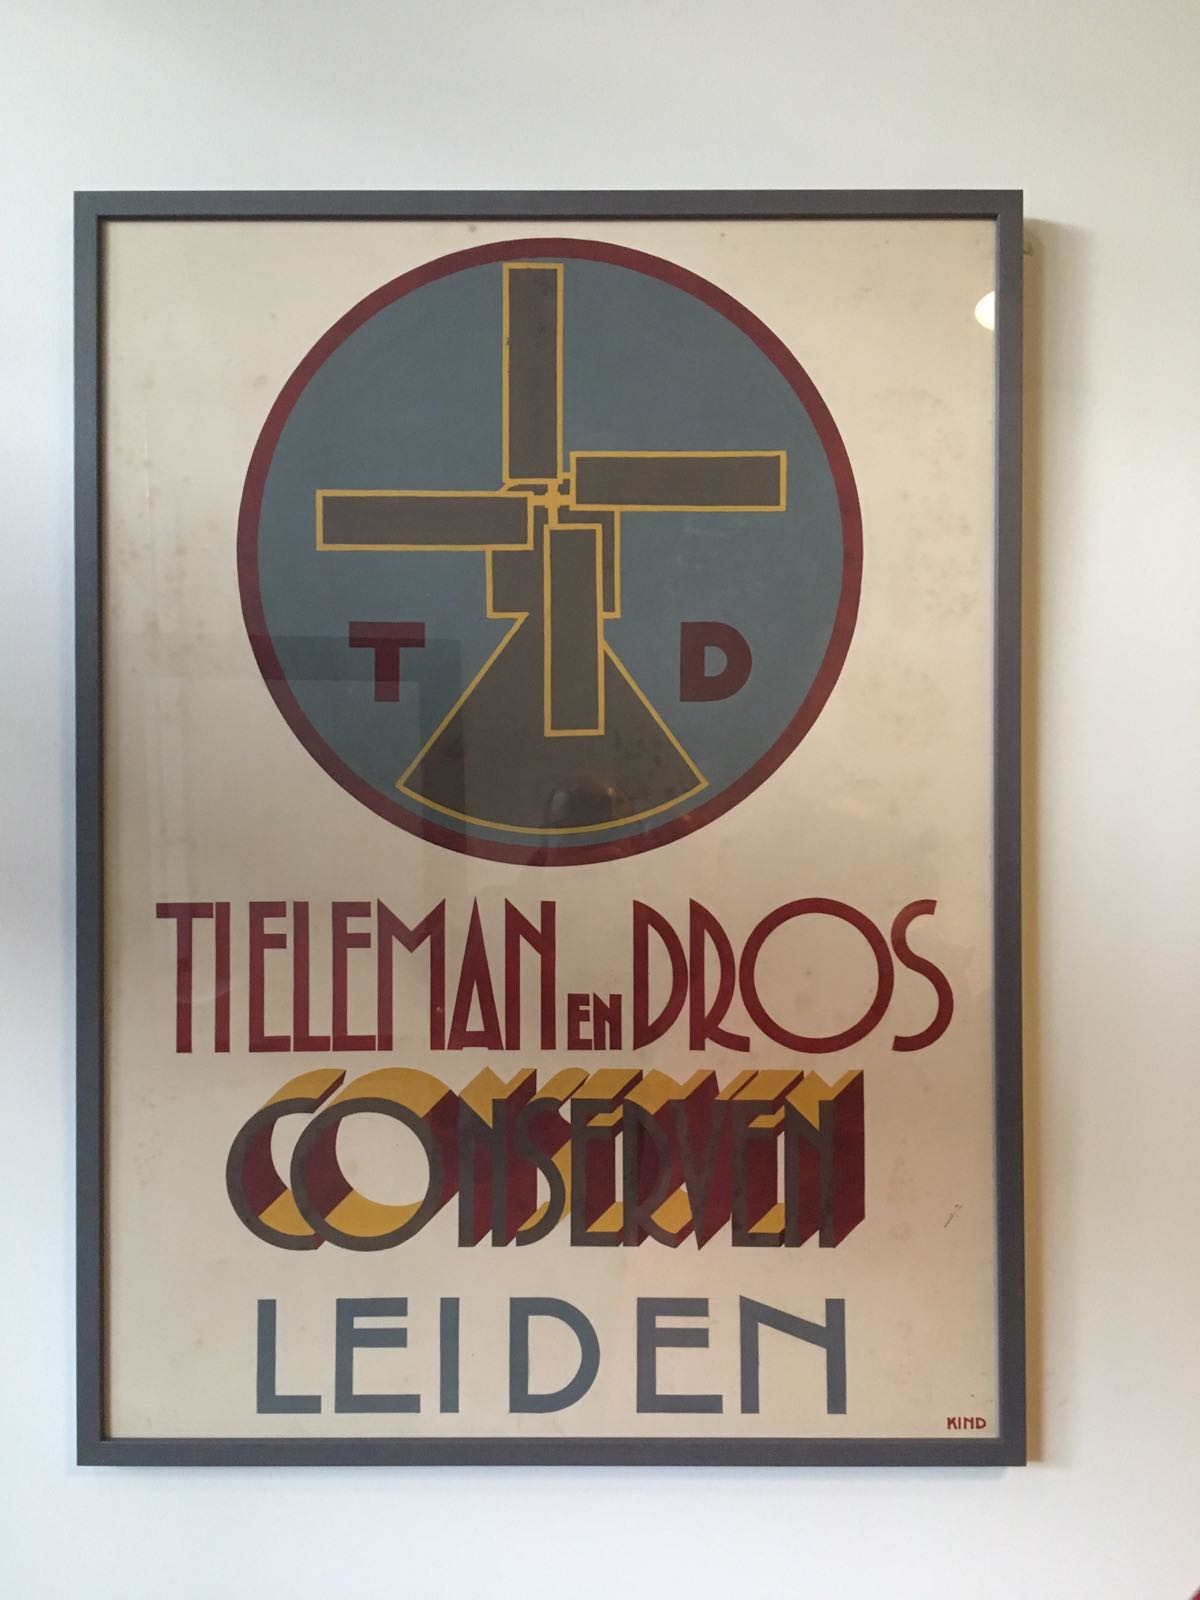 T D
TIELEMAN EN DROS
CONSERVEN
LEIDEN
KIND